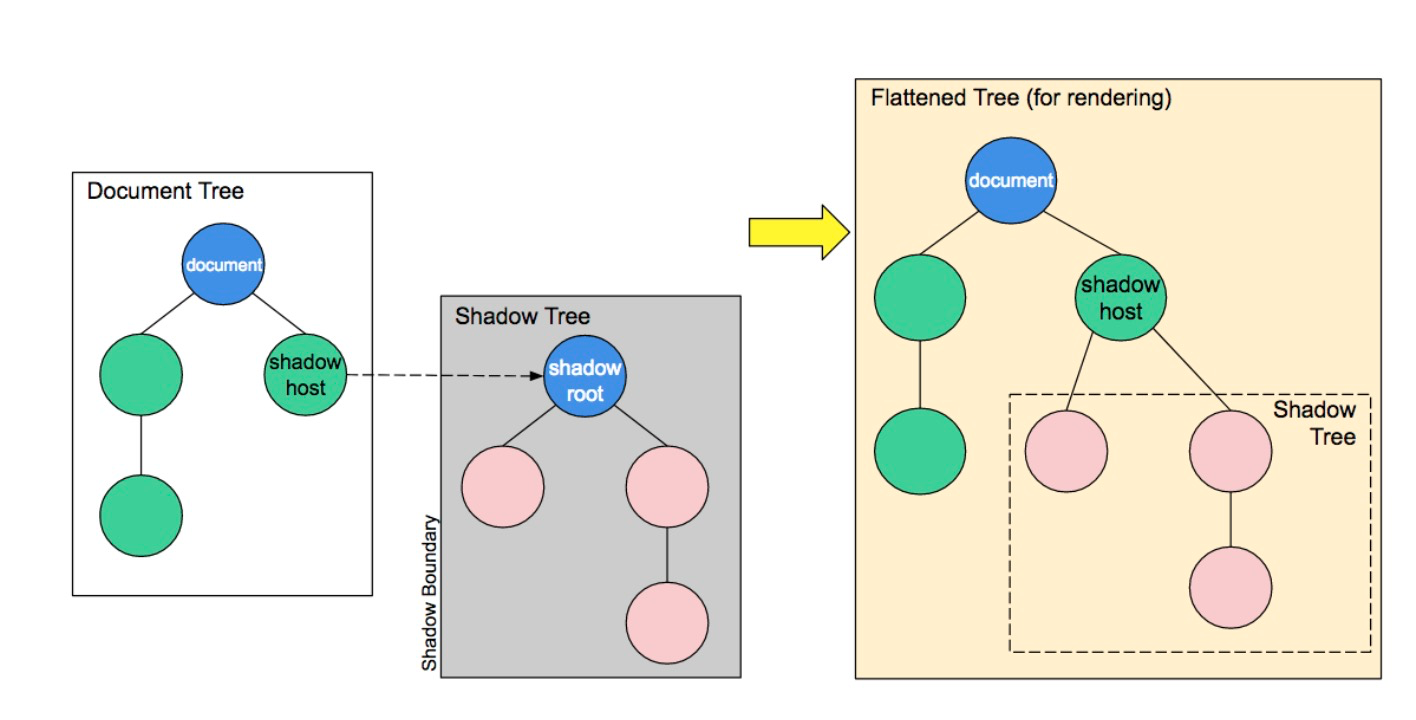 Document Tree
document
shadow
host
Shadow Tree
shadow
root
Shadow Boundary
Flattened Tree (for rendering)
document
shadow
host
Shadow
Tree